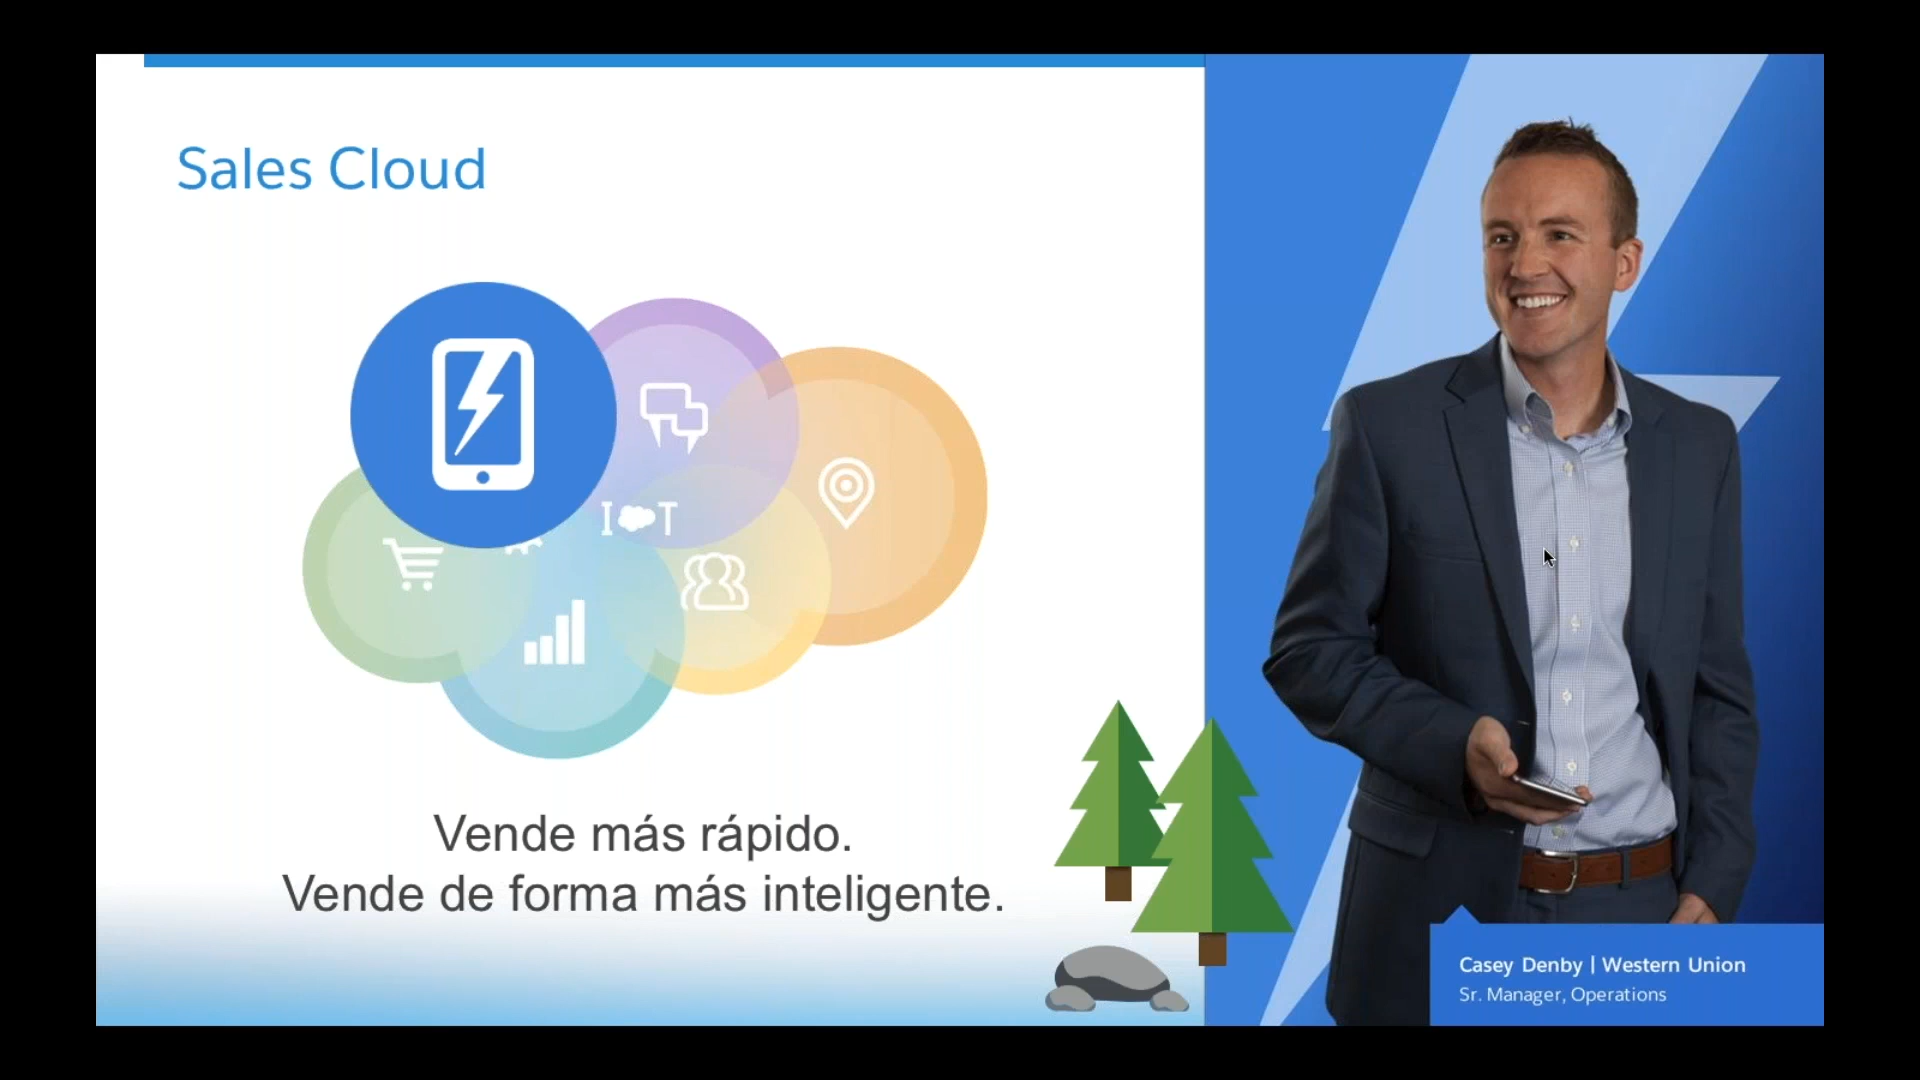 Sales Cloud
I T
Vende más rápido.
Vende de forma más inteligente.
Casey Denby | Western Union
Sr. Manager, Operations